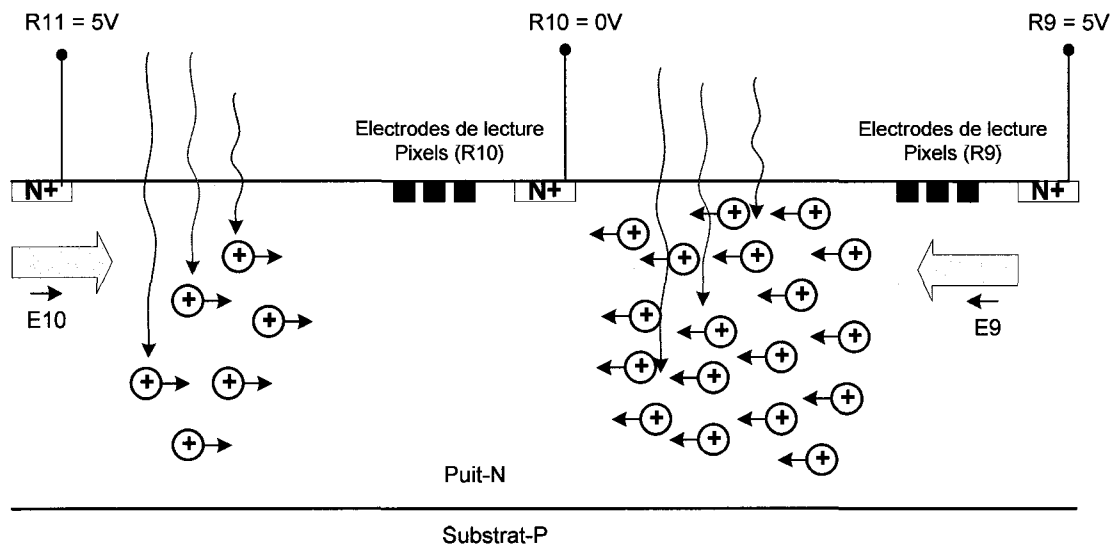 R11 = 5V
R10 = 0V
R9 = 5V
Electrodes de lecture
Pixels (R10)
Electrodes de lecture
Pixels (R9)
N+
N+
N+
E10
E9
Puit-N
Substrat-P